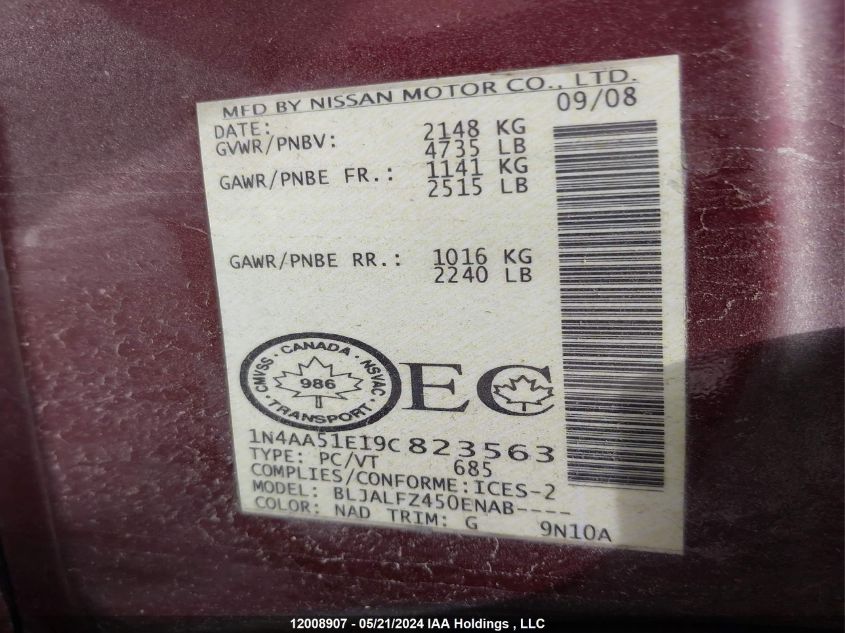 MFD BY NISSAN MOTOR CO., LTD.
DATE: 09/08
GVWR/PNBV: 2148 KG
4735 LB
GAWR/PNBE FR.: 1141 KG
2515 LB
GAWR/PNBE RR.: 1016 KG
2240 LB
CMVSS · CANADA · NSVAC · TRANSPORT ·
986
EC
1N4AA51E19C823563
TYPE: PC/VT 685
COMPLIES/CONFORME:ICES-2
MODEL: BLJALFZ450ENAB----
COLOR: NAD TRIM: G 9N10A
12008907 - 05/21/2024 IAA Holdings , LLC